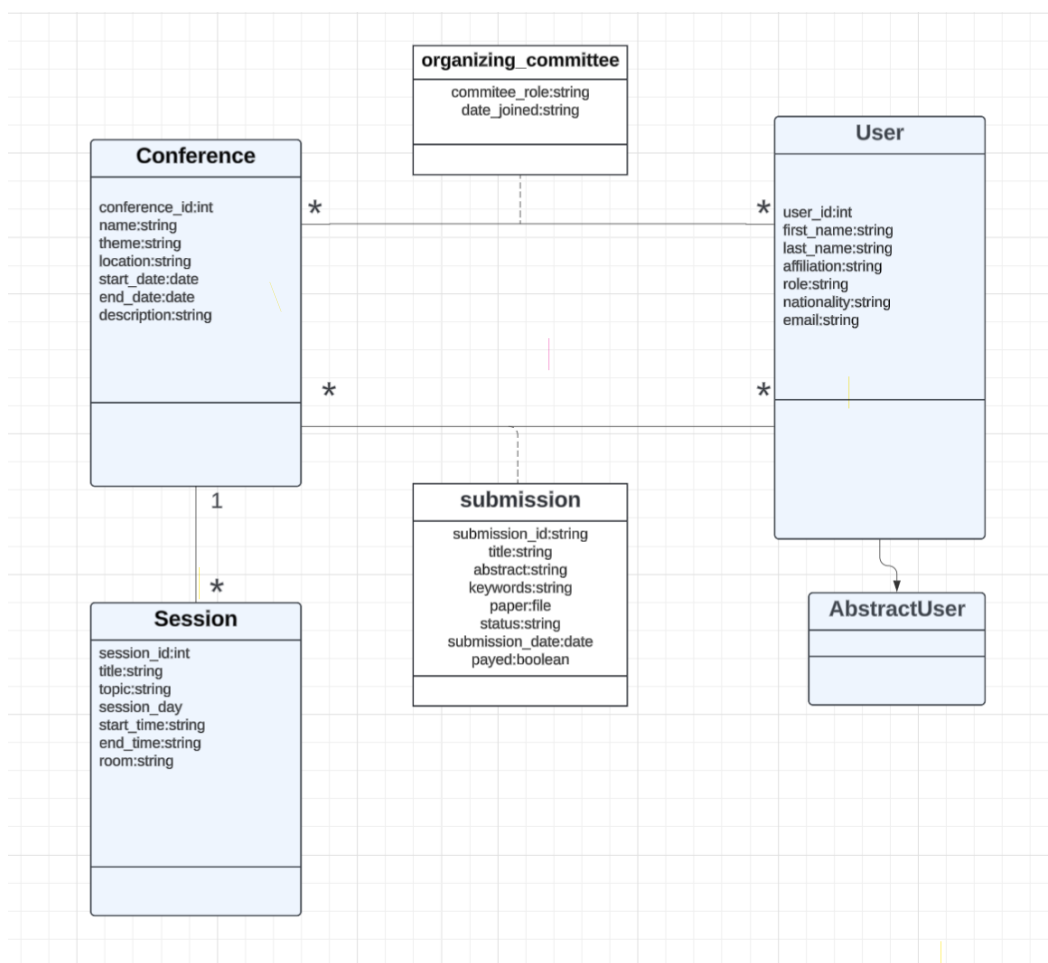 organizing_committee
commitee_role:string
date_joined:string
Conference
conference_id:int
name:string
theme:string
location:string
start_date:date
end_date:date
description:string
*
*
User
user_id:int
first_name:string
last_name:string
affiliation:string
role:string
nationality:string
email:string
*
*
submission
submission_id:string
title:string
abstract:string
keywords:string
paper:file
status:string
submission_date:date
payed:boolean
1
*
Session
session_id:int
title:string
topic:string
session_day
start_time:string
end_time:string
room:string
AbstractUser